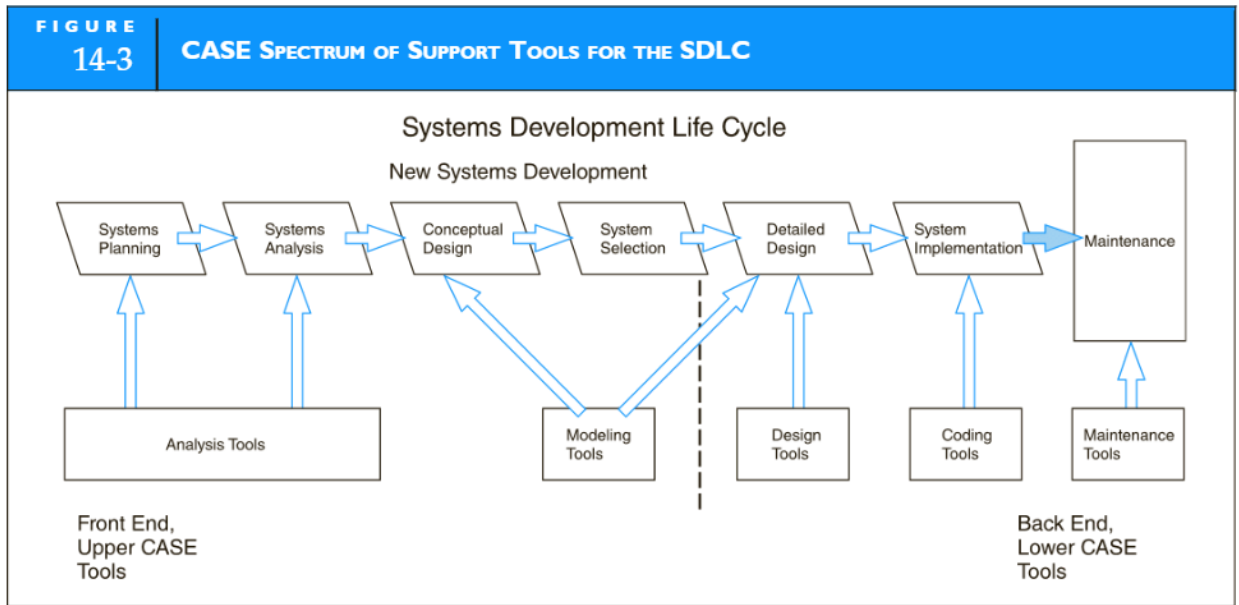 FIGURE
14-3
CASE SPECTRUM OF SUPPORT TOOLS FOR THE SDLC
Systems Development Life Cycle
New Systems Development
Systems
Planning
Systems
Analysis
Conceptual
Design
System
Selection
Detailed
Design
System
Implementation
Maintenance
Analysis Tools
Modeling
Tools
Design
Tools
Coding
Tools
Maintenance
Tools
Front End,
Upper CASE
Tools
Back End,
Lower CASE
Tools